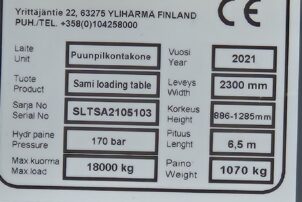 Yrittäjäntie 22, 63275 YLIHÄRMÄ FINLAND
PUH./TEL. +358(0)104258000
CE
Laite Puunpilkontakone Vuosi 2021
Unit Year
Tuote Sami loading table Leveys 2300 mm
Product Width
Sarja No SLTSA2105103 Korkeus 896-1285mm
Serial No Height
Hydr paine 170 bar Pituus 6,5 m
Pressure Lenght
Max.kuorma 18000 kg Paino 1070 kg
Max load Weight